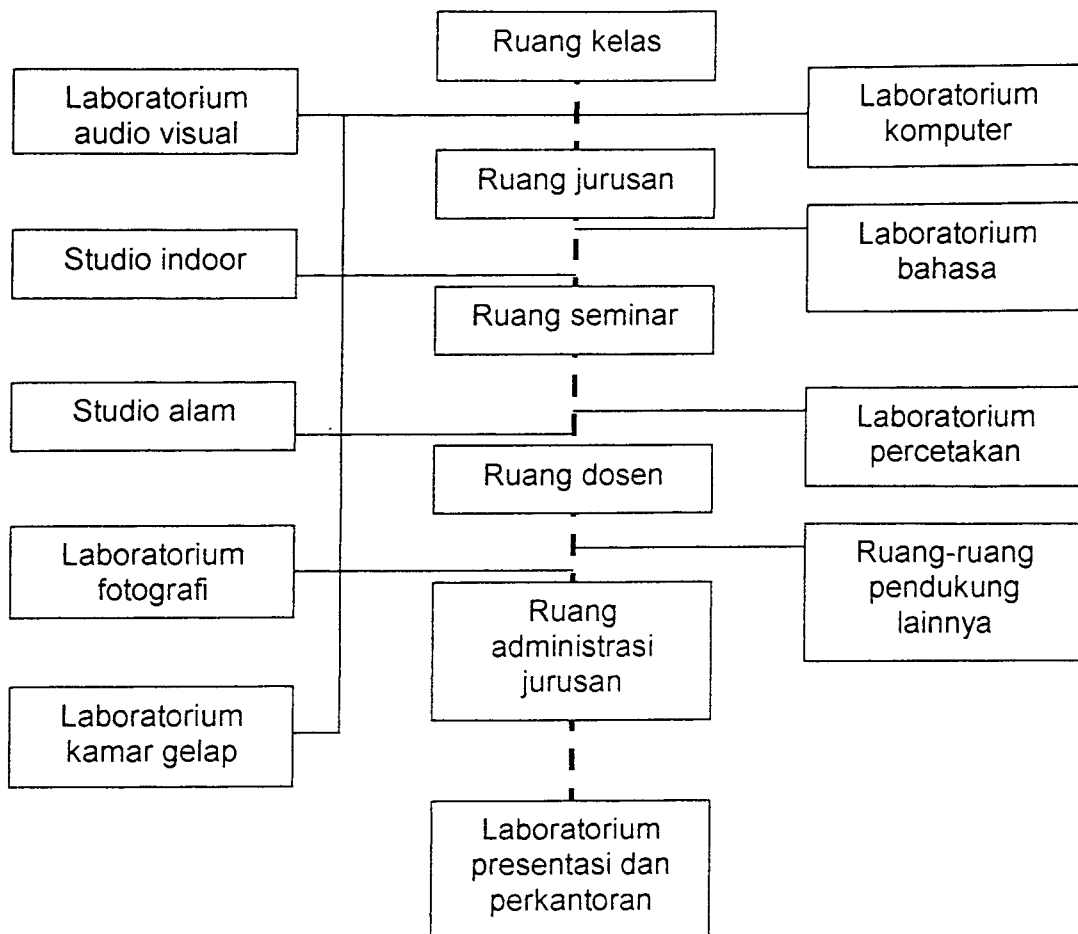 Ruang kelas
Laboratorium
audio visual
Laboratorium
komputer
Ruang jurusan
Studio indoor
Laboratorium
bahasa
Ruang seminar
Studio alam
Laboratorium
percetakan
Ruang dosen
Laboratorium
fotografi
Ruang-ruang
pendukung
lainnya
Ruang
administrasi
jurusan
Laboratorium
kamar gelap
Laboratorium
presentasi dan
perkantoran